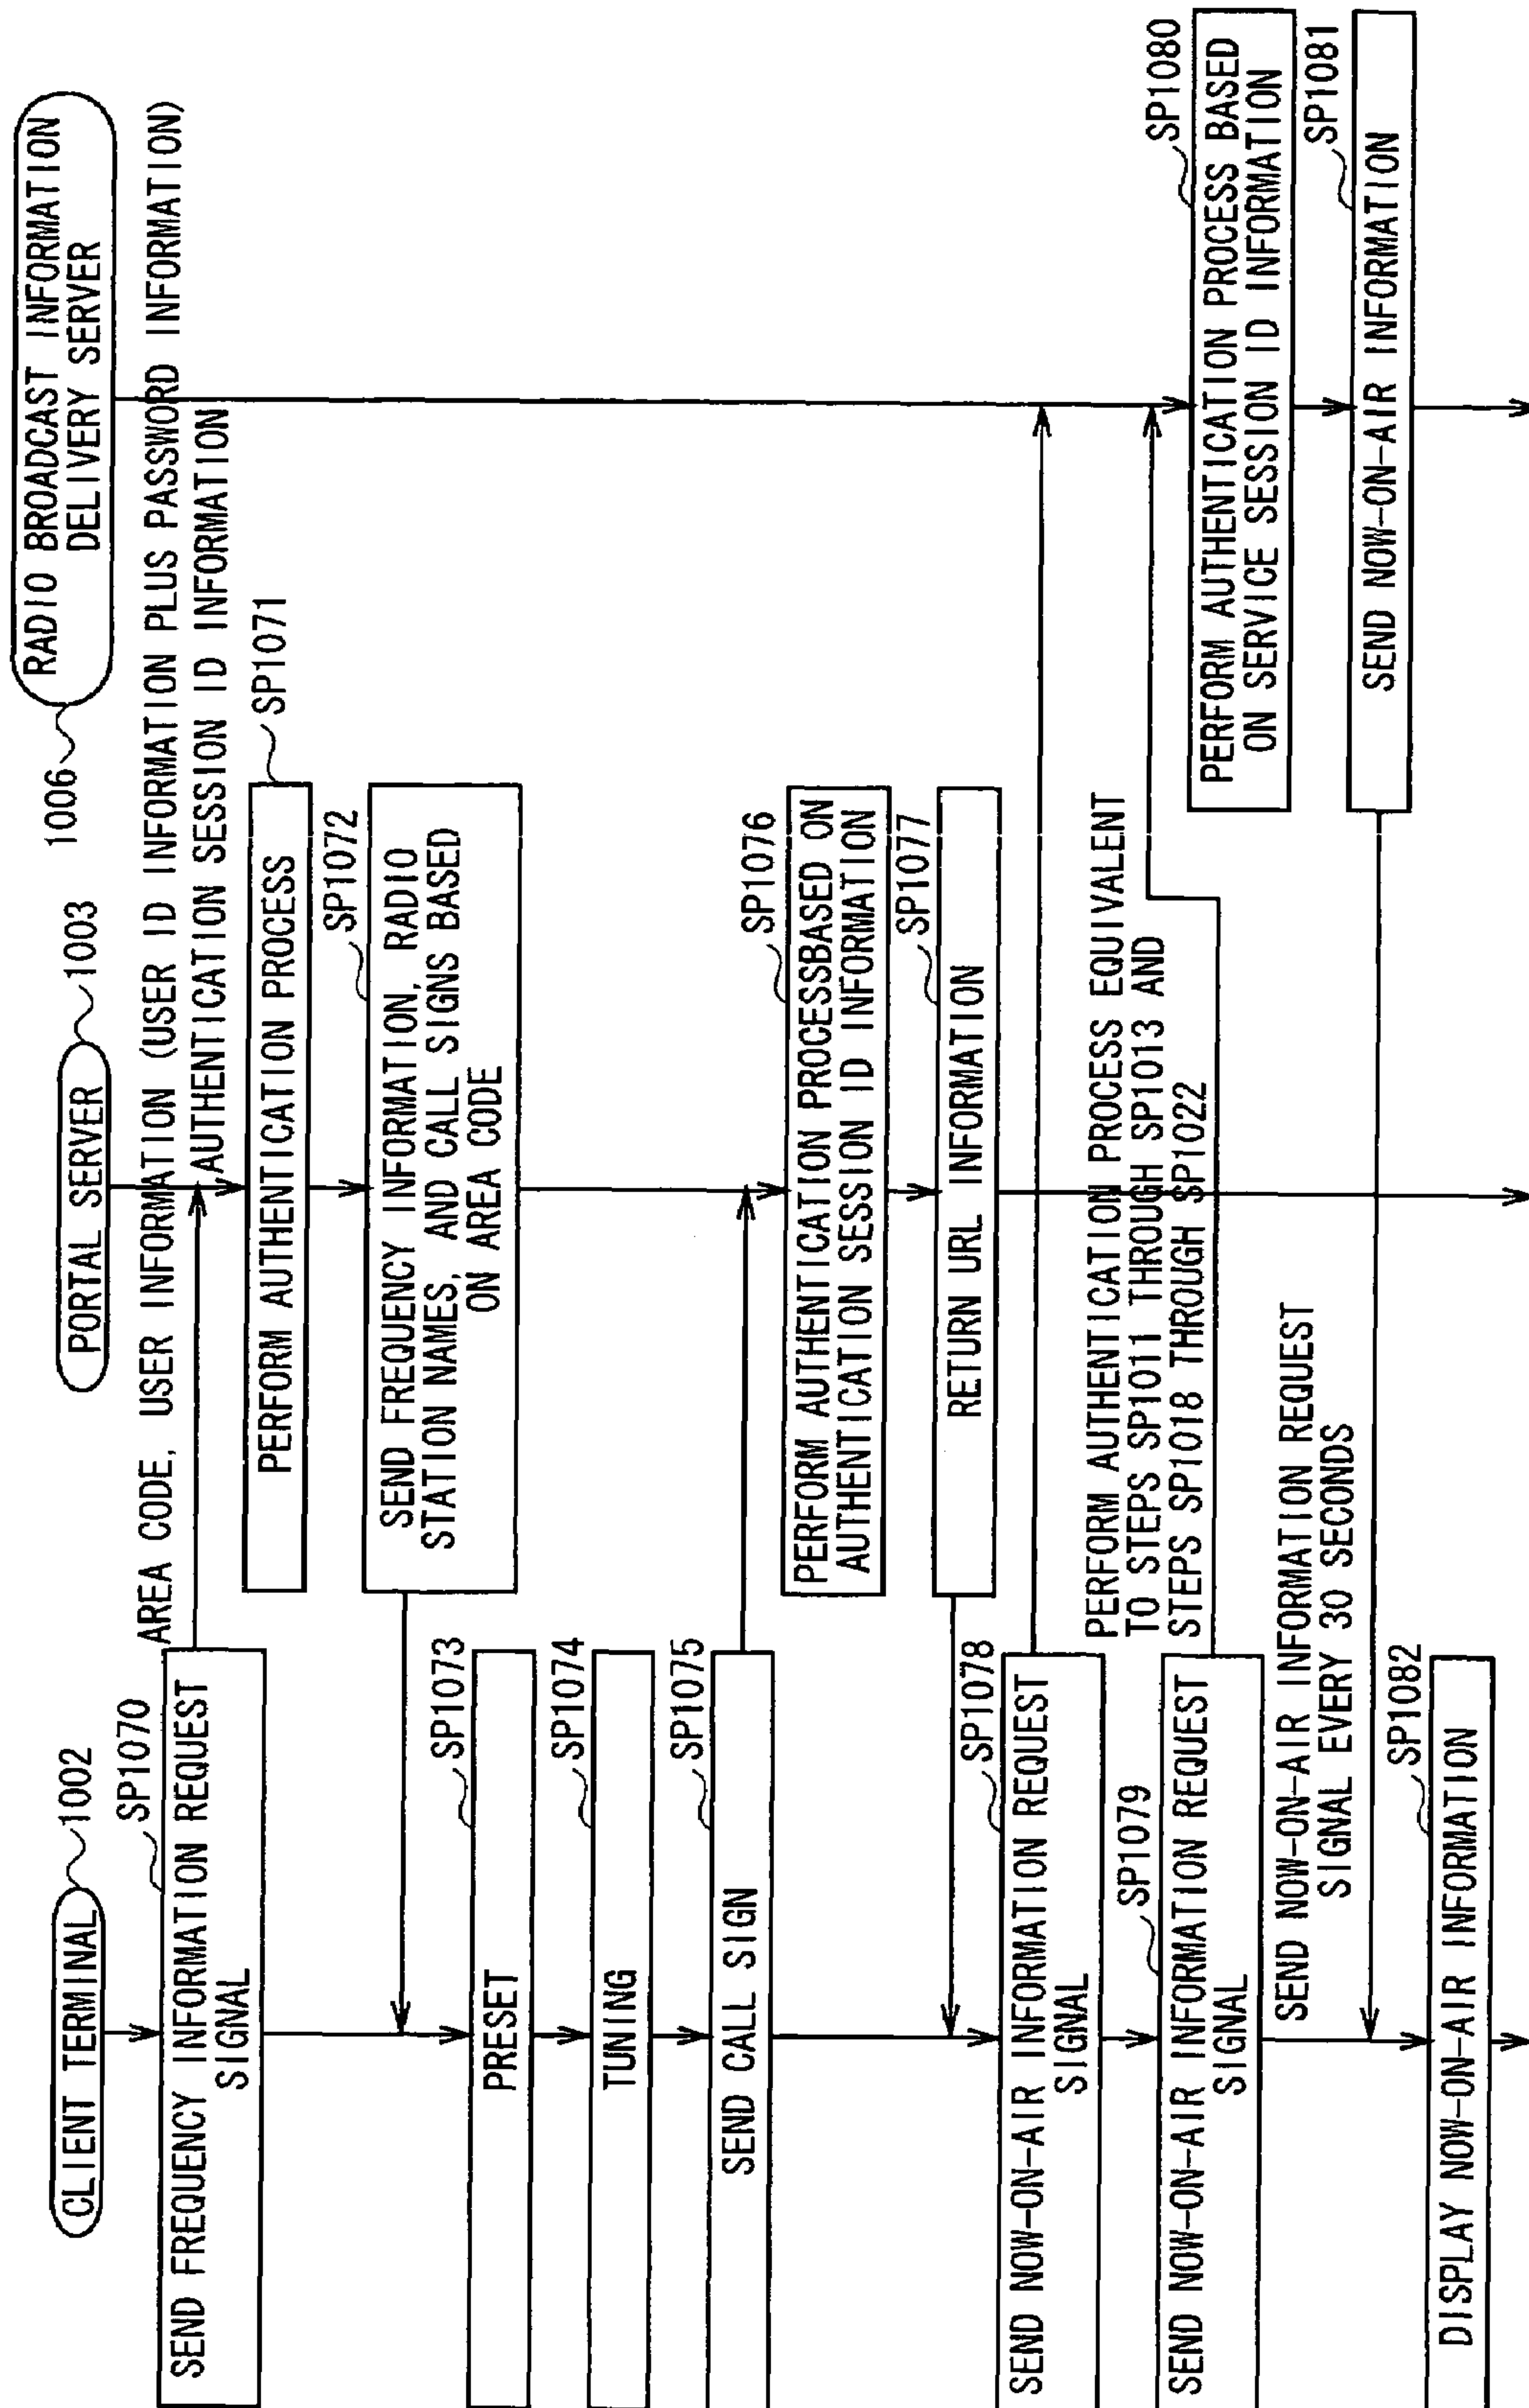 CLIENT TERMINAL
1002
PORTAL SERVER
1003
RADIO BROADCAST INFORMATION
DELIVERY SERVER
1006
AREA CODE, USER INFORMATION (USER ID INFORMATION PLUS PASSWORD INFORMATION)
AUTHENTICATION SESSION ID INFORMATION
SP1070
SEND FREQUENCY INFORMATION REQUEST
SIGNAL
SP1071
PERFORM AUTHENTICATION PROCESS
SP1072
SEND FREQUENCY INFORMATION, RADIO
STATION NAMES, AND CALL SIGNS BASED
ON AREA CODE
SP1073
PRESET
SP1074
TUNING
SP1075
SEND CALL SIGN
SP1076
PERFORM AUTHENTICATION PROCESSBASED ON
AUTHENTICATION SESSION ID INFORMATION
SP1077
RETURN URL INFORMATION
SP1078
SEND NOW-ON-AIR INFORMATION REQUEST
SIGNAL
PERFORM AUTHENTICATION PROCESS EQUIVALENT
TO STEPS SP1011 THROUGH SP1013 AND
STEPS SP1018 THROUGH SP1022
SP1079
SEND NOW-ON-AIR INFORMATION REQUEST
SIGNAL
SP1080
PERFORM AUTHENTICATION PROCESS BASED
ON SERVICE SESSION ID INFORMATION
SEND NOW-ON-AIR INFORMATION REQUEST
SIGNAL EVERY 30 SECONDS
SP1081
SEND NOW-ON-AIR INFORMATION
SP1082
DISPLAY NOW-ON-AIR INFORMATION